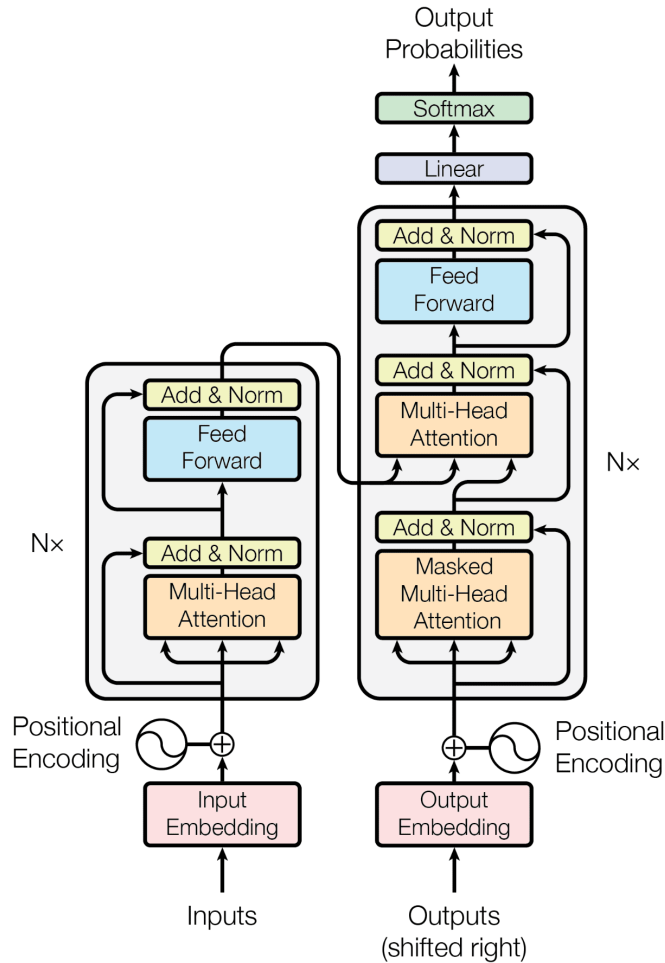 Output
Probabilities
Softmax
Linear
Add & Norm
Feed
Forward
Add & Norm
Multi-Head
Attention
Add & Norm
Masked
Multi-Head
Attention
Nx
Add & Norm
Feed
Forward
Add & Norm
Multi-Head
Attention
N×
Positional
Encoding
Positional
Encoding
Input
Embedding
Output
Embedding
Inputs
Outputs
(shifted right)